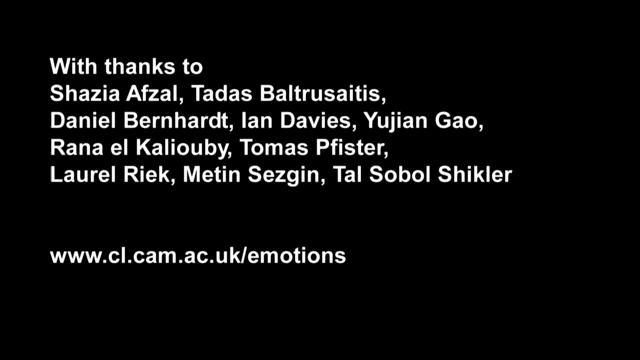 With thanks to
Shazia Afzal, Tadas Baltrusaitis,
Daniel Bernhardt, Ian Davies, Yujian Gao,
Rana el Kaliouby, Tomas Pfister,
Laurel Riek, Metin Sezgin, Tal Sobol Shikler
www.cl.cam.ac.uk/emotions